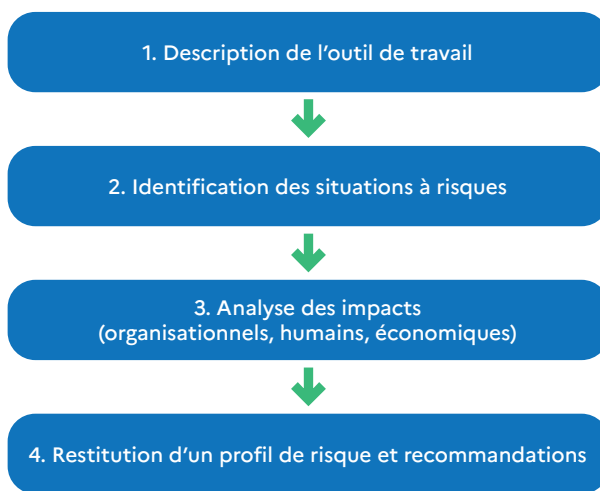 1. Description de l’outil de travail
2. Identification des situations à risques
3. Analyse des impacts
(organisationnels, humains, économiques)
4. Restitution d’un profil de risque et recommandations